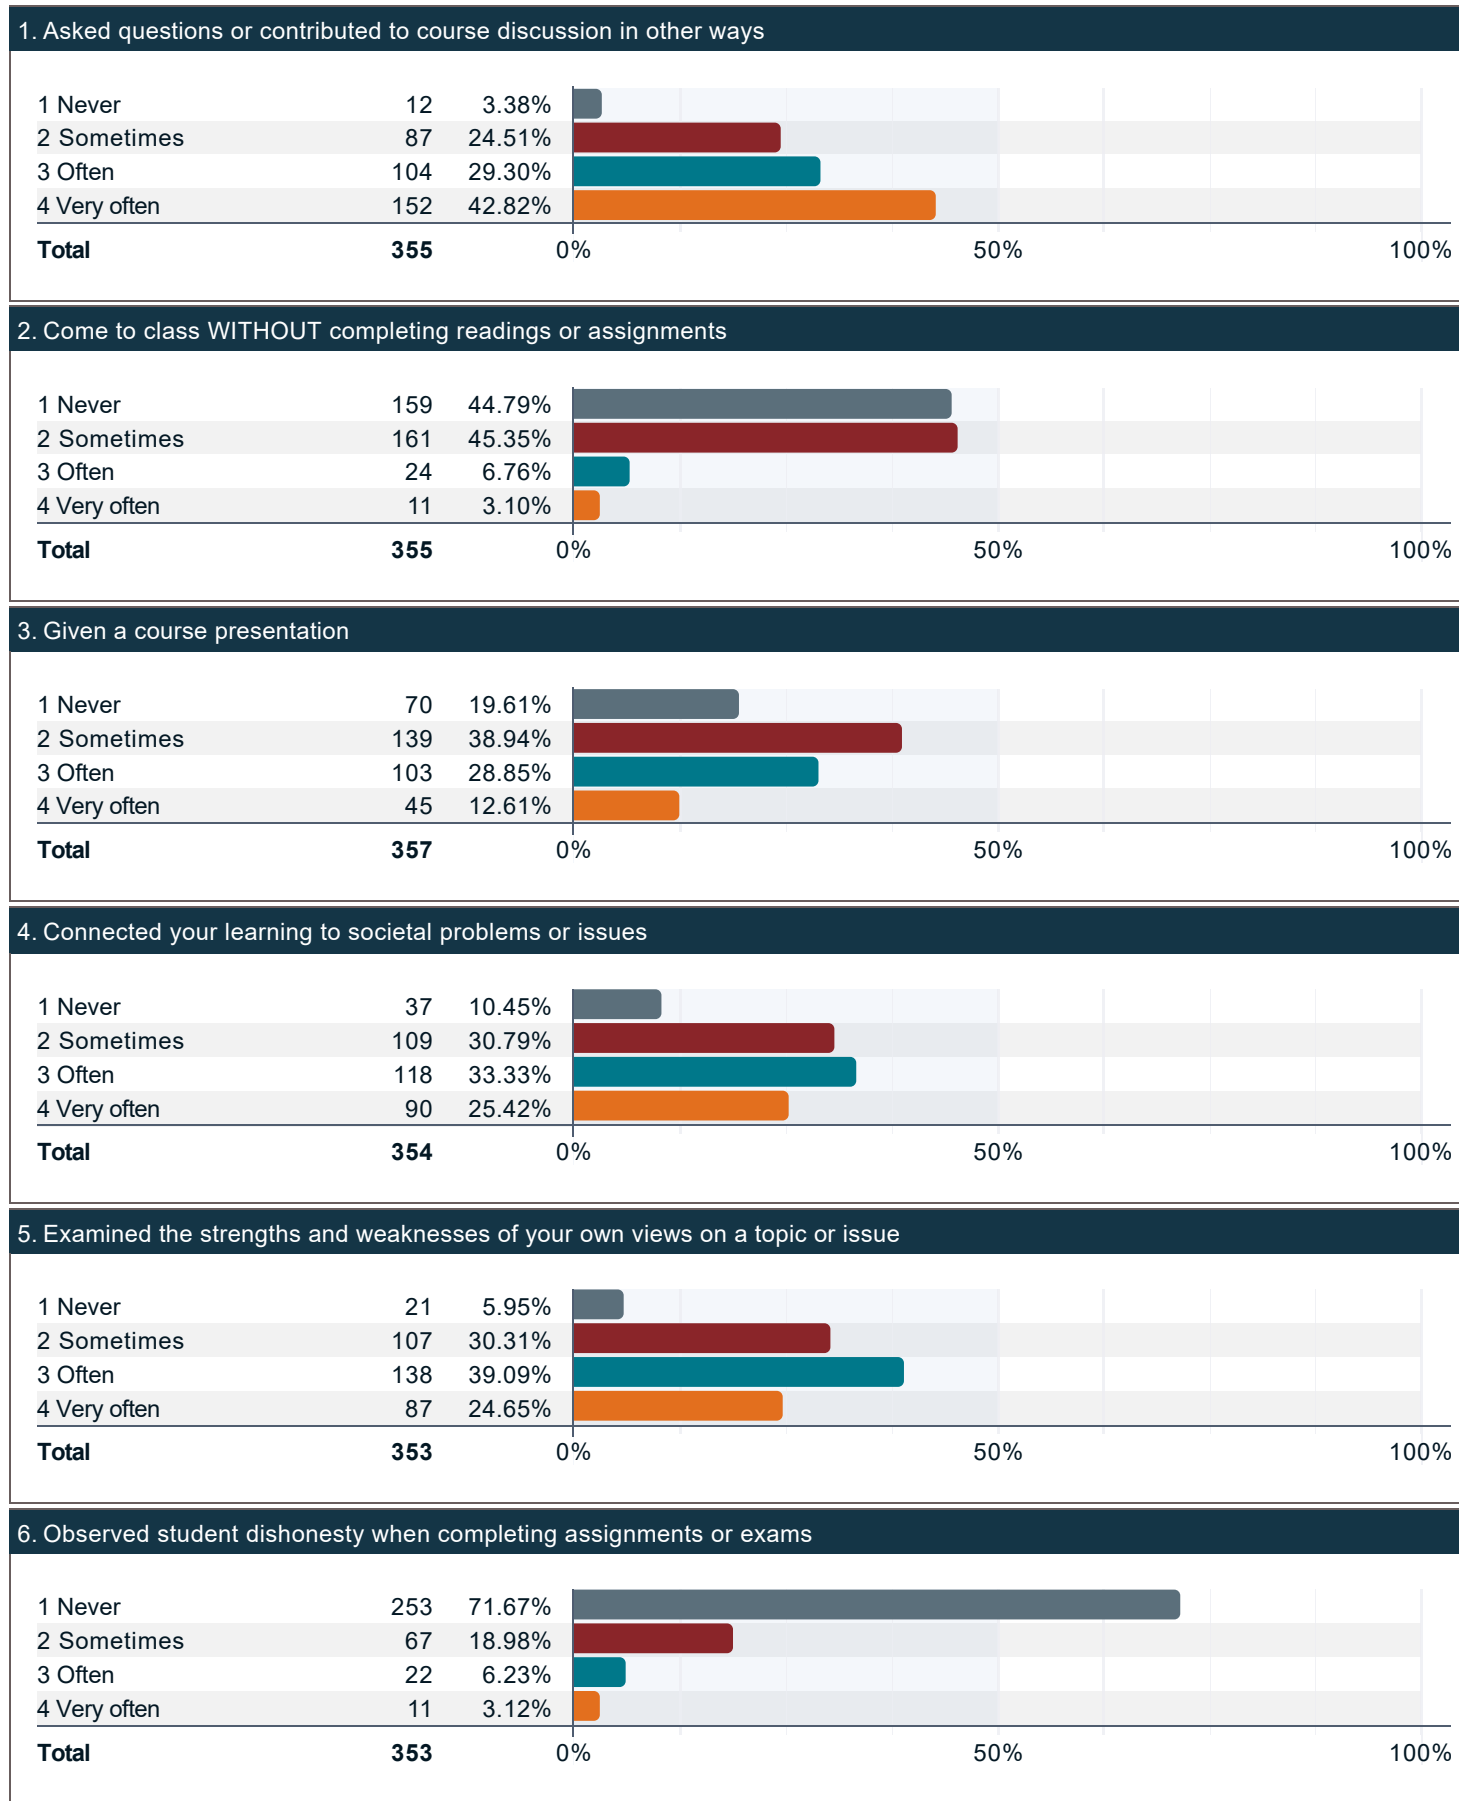 1. Asked questions or contributed to course discussion in other ways
1 Never 12 3.38%
2 Sometimes 87 24.51%
3 Often 104 29.30%
4 Very often 152 42.82%
Total 355 0% 50% 100%
2. Come to class WITHOUT completing readings or assignments
1 Never 159 44.79%
2 Sometimes 161 45.35%
3 Often 24 6.76%
4 Very often 11 3.10%
Total 355 0% 50% 100%
3. Given a course presentation
1 Never 70 19.61%
2 Sometimes 139 38.94%
3 Often 103 28.85%
4 Very often 45 12.61%
Total 357 0% 50% 100%
4. Connected your learning to societal problems or issues
1 Never 37 10.45%
2 Sometimes 109 30.79%
3 Often 118 33.33%
4 Very often 90 25.42%
Total 354 0% 50% 100%
5. Examined the strengths and weaknesses of your own views on a topic or issue
1 Never 21 5.95%
2 Sometimes 107 30.31%
3 Often 138 39.09%
4 Very often 87 24.65%
Total 353 0% 50% 100%
6. Observed student dishonesty when completing assignments or exams
1 Never 253 71.67%
2 Sometimes 67 18.98%
3 Often 22 6.23%
4 Very often 11 3.12%
Total 353 0% 50% 100%